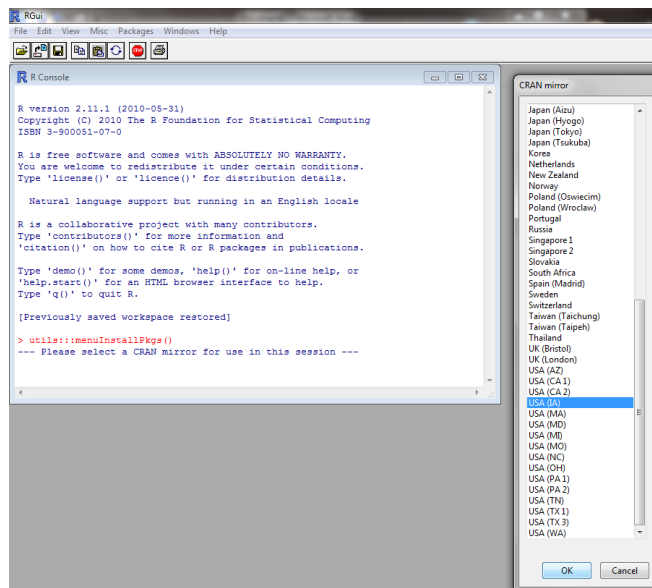 RGui
File Edit View Misc Packages Windows Help
STOP
R Console
R version 2.11.1 (2010-05-31)
Copyright (C) 2010 The R Foundation for Statistical Computing
ISBN 3-900051-07-0
R is free software and comes with ABSOLUTELY NO WARRANTY.
You are welcome to redistribute it under certain conditions.
Type 'license()' or 'licence()' for distribution details.
Natural language support but running in an English locale
R is a collaborative project with many contributors.
Type 'contributors()' for more information and
'citation()' on how to cite R or R packages in publications.
Type 'demo()' for some demos, 'help()' for on-line help, or
'help.start()' for an HTML browser interface to help.
Type 'q()' to quit R.
[Previously saved workspace restored]
> utils:::menuInstallPkgs()
--- Please select a CRAN mirror for use in this session ---
CRAN mirror
Japan (Aizu)
Japan (Hyogo)
Japan (Tokyo)
Japan (Tsukuba)
Korea
Netherlands
New Zealand
Norway
Poland (Oswiecim)
Poland (Wroclaw)
Portugal
Russia
Singapore 1
Singapore 2
Slovakia
South Africa
Spain (Madrid)
Sweden
Switzerland
Taiwan (Taichung)
Taiwan (Taipeh)
Thailand
UK (Bristol)
UK (London)
USA (AZ)
USA (CA 1)
USA (CA 2)
USA (IA)
USA (MA)
USA (MD)
USA (MI)
USA (MO)
USA (NC)
USA (OH)
USA (PA 1)
USA (PA 2)
USA (TN)
USA (TX 1)
USA (TX 3)
USA (WA)
OK Cancel